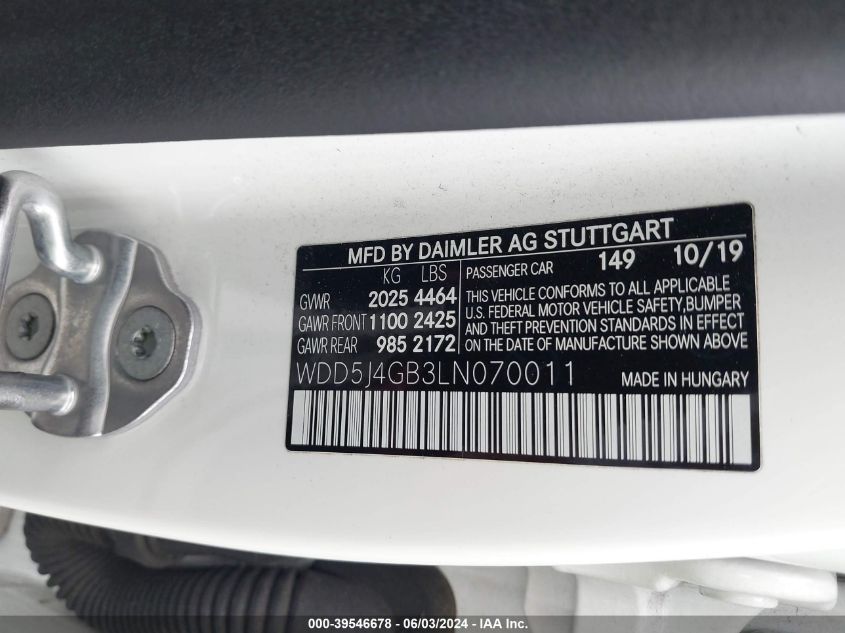 MFD BY DAIMLER AG STUTTGART
KG LBS PASSENGER CAR 149 10/19
GVWR 2025 4464 THIS VEHICLE CONFORMS TO ALL APPLICABLE
U.S. FEDERAL MOTOR VEHICLE SAFETY,BUMPER
GAWR FRONT 1100 2425 AND THEFT PREVENTION STANDARDS IN EFFECT
GAWR REAR 985 2172 ON THE DATE OF MANUFACTURE SHOWN ABOVE
WDD5J4GB3LN070011 MADE IN HUNGARY
000-39546678 - 06/03/2024 - IAA Inc.